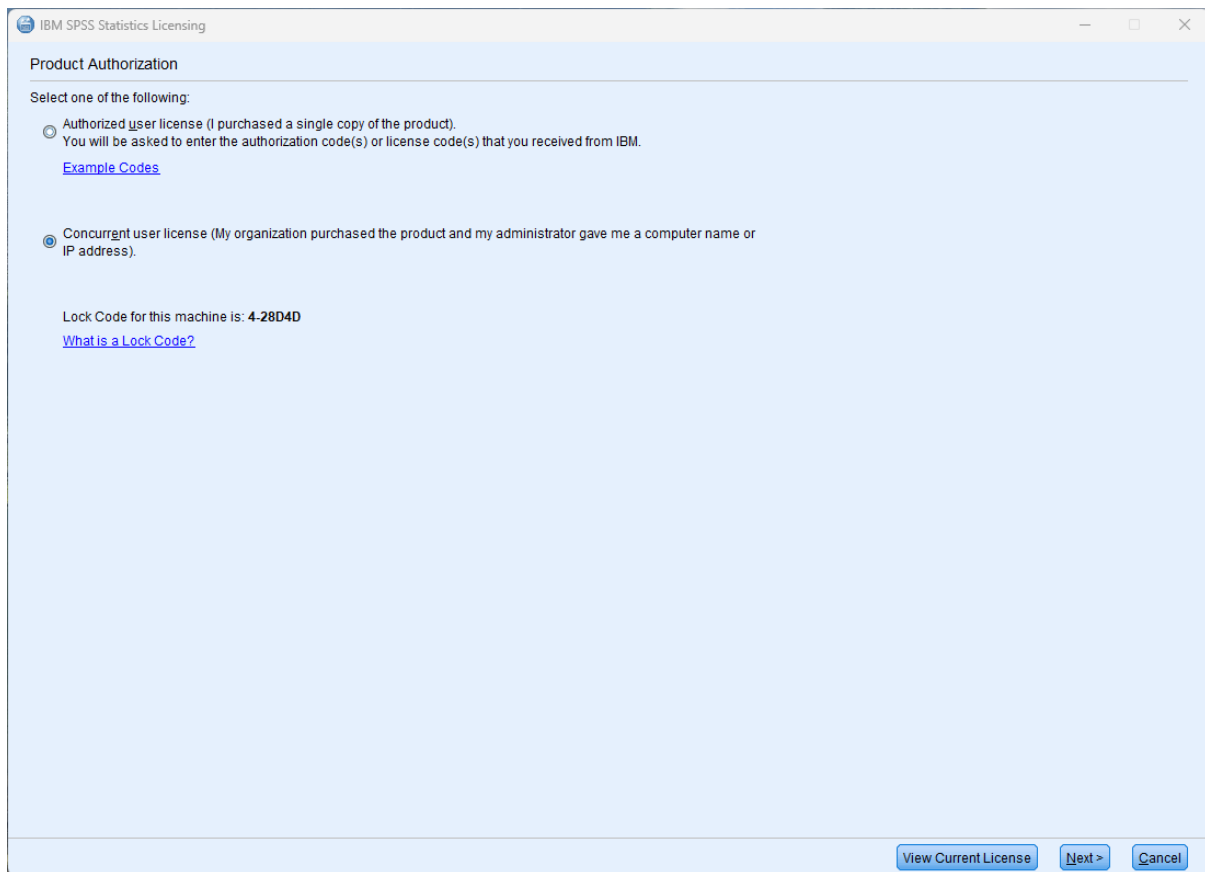 IBM SPSS Statistics Licensing
Product Authorization
Select one of the following:
Authorized user license (I purchased a single copy of the product).
You will be asked to enter the authorization code(s) or license code(s) that you received from IBM.
Example Codes
Concurrent user license (My organization purchased the product and my administrator gave me a computer name or
IP address).
Lock Code for this machine is: 4-28D4D
What is a Lock Code?
View Current License Next > Cancel